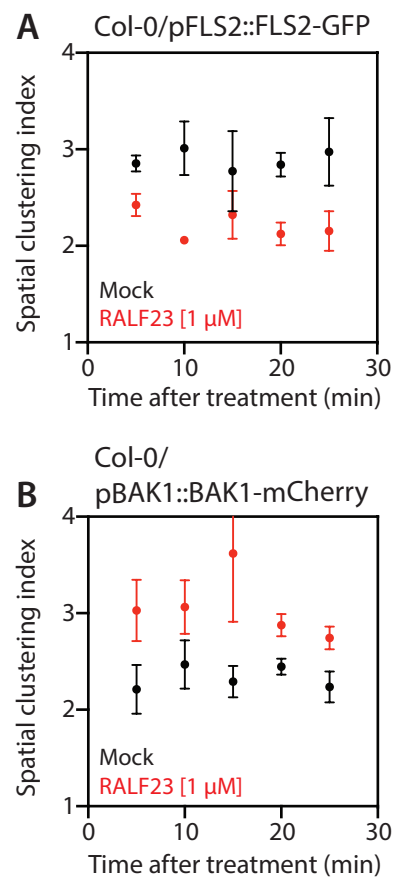 A
Col-0/pFLS2::FLS2-GFP
Spatial clustering index
4
3
2
1
Mock
RALF23 [1 µM]
0
10
20
30
Time after treatment (min)
B
Col-0/
pBAK1::BAK1-mCherry
Spatial clustering index
4
3
2
1
Mock
RALF23 [1 µM]
0
10
20
30
Time after treatment (min)